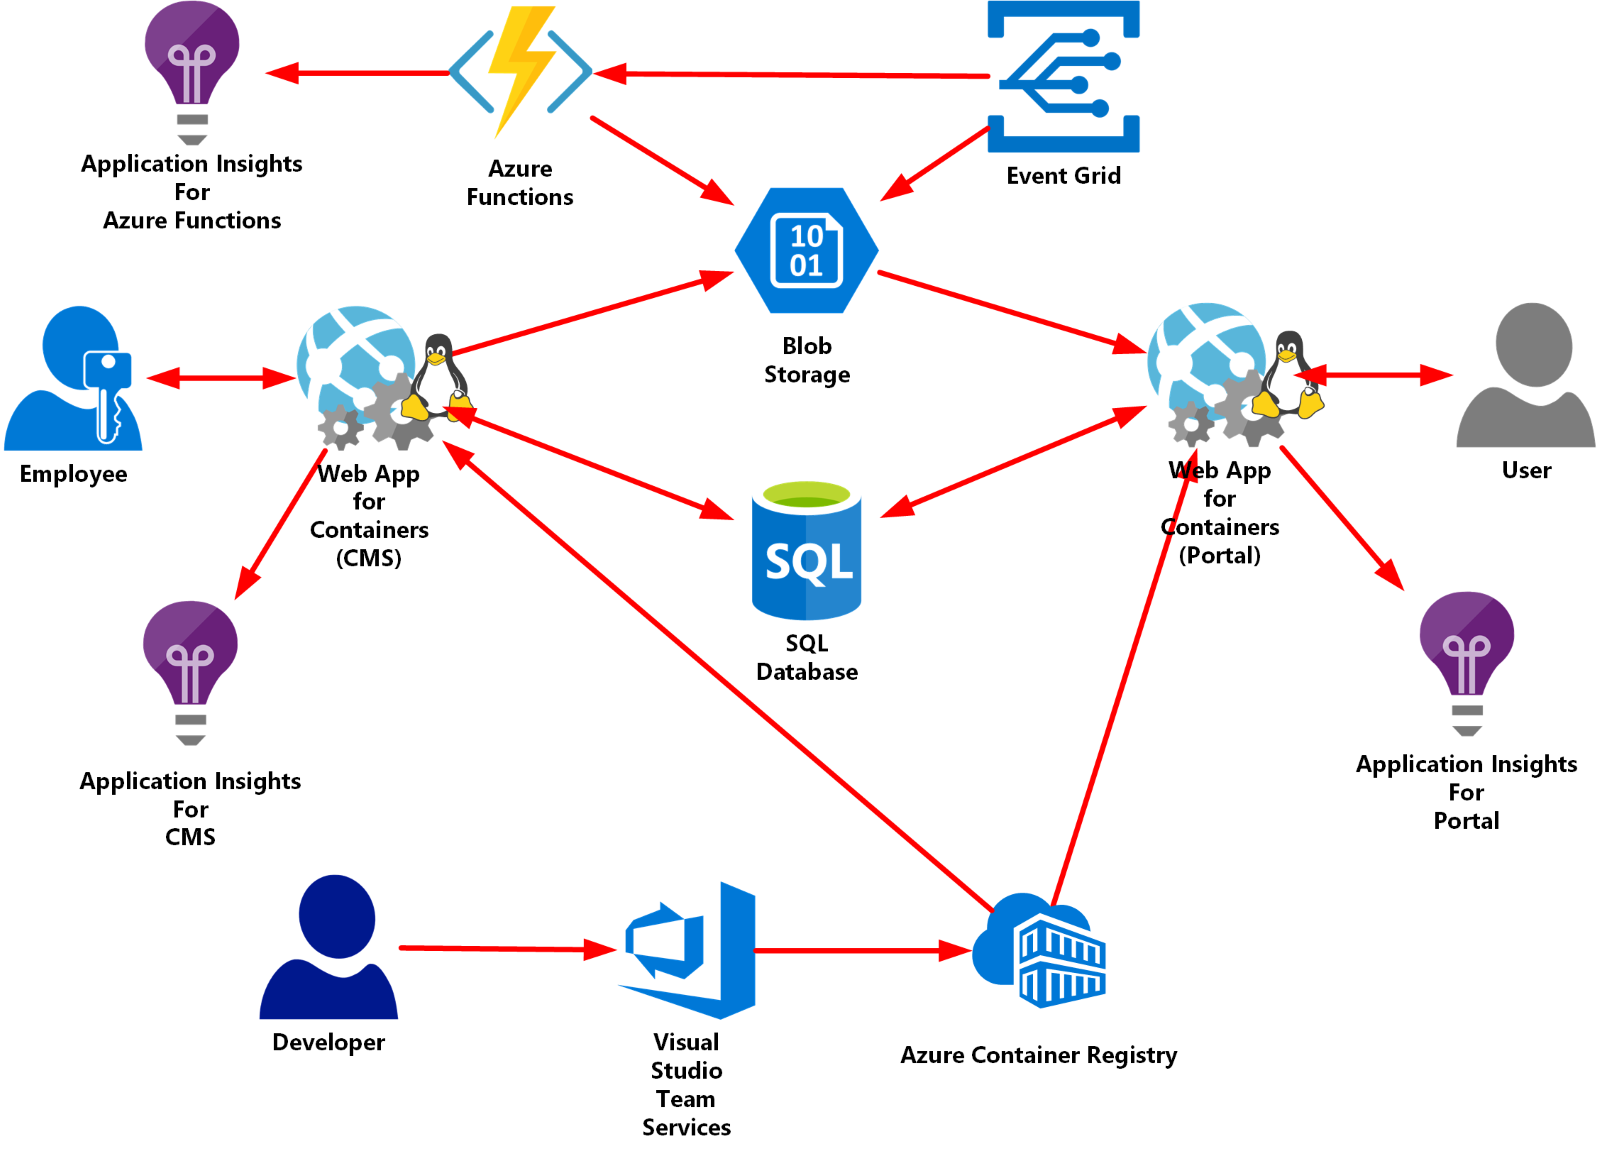 Application Insights
For
Azure Functions
Azure
Functions
Event Grid
10
01
Blob
Storage
Employee
Web App
for
Containers
(CMS)
Web App
for
Containers
(Portal)
User
SQL
SQL
Database
Application Insights
For
CMS
Application Insights
For
Portal
Developer
Visual
Studio
Team
Services
Azure Container Registry